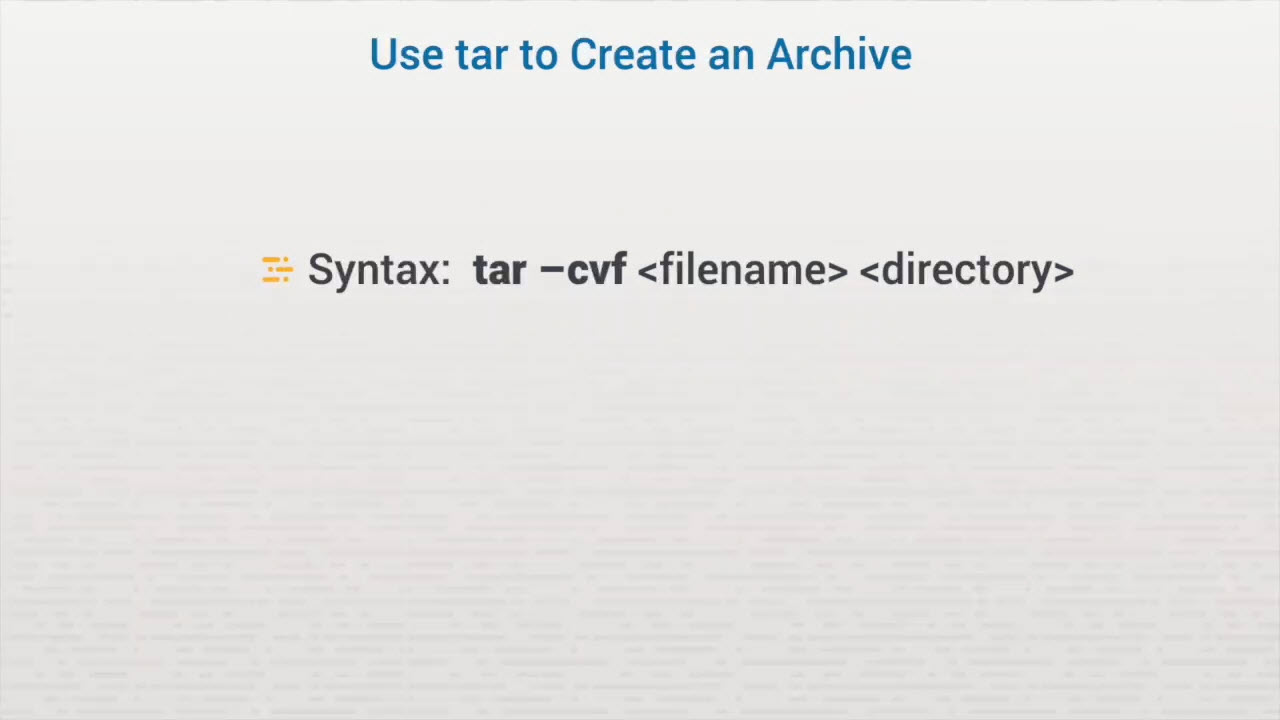 Use tar to Create an Archive
Syntax: tar –cvf <filename> <directory>